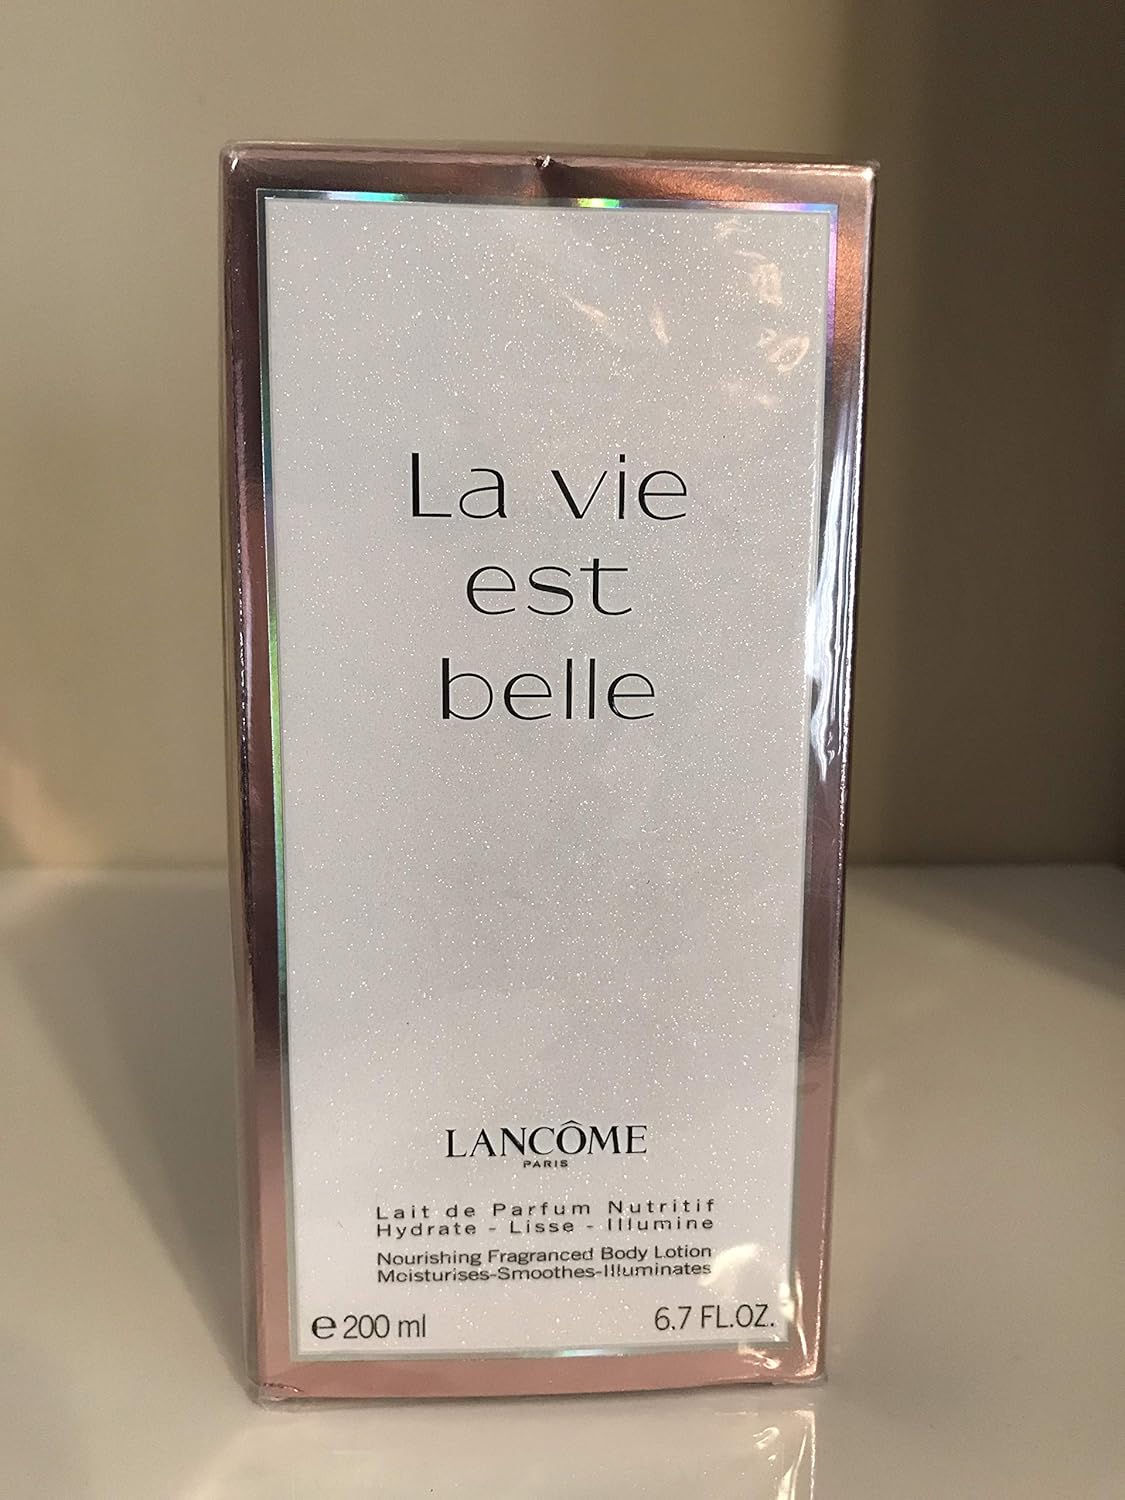 La vie
est
belle
LANCÔME
PARIS
Lait de Parfum Nutritif
Hydrate - Lisse - Illumine
Nourishing Fragranced Body Lotion
Moisturises-Smoothes-Illuminates
e 200 ml 6.7 FL.OZ.